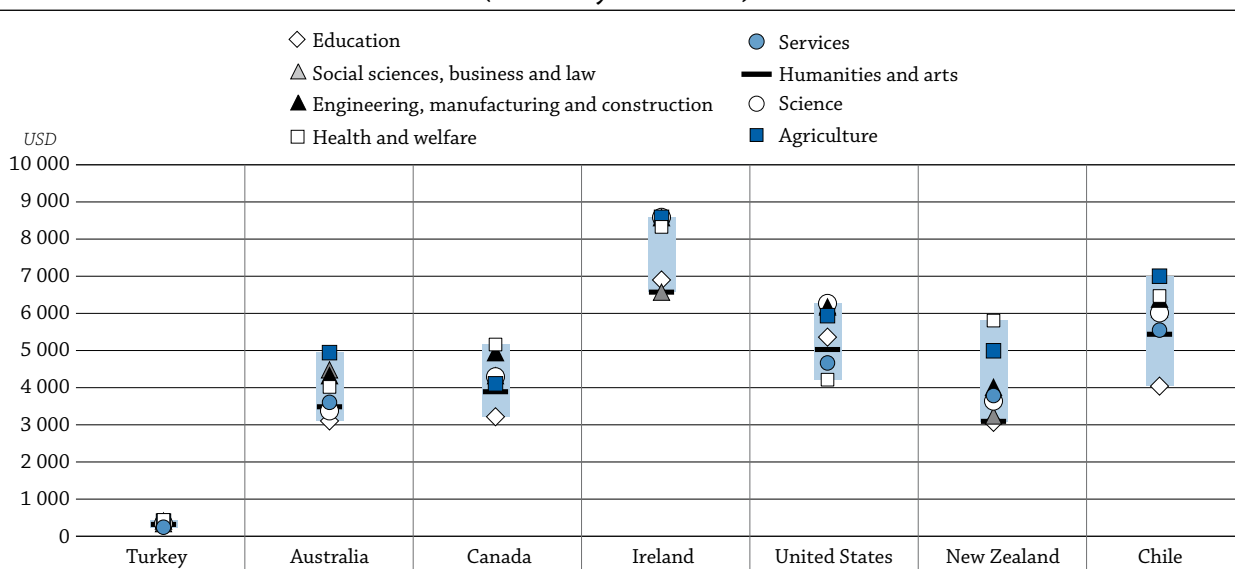 Education
Services
Social sciences, business and law
Humanities and arts
Engineering, manufacturing and construction
Science
Health and welfare
Agriculture
USD
10 000
9 000
8 000
7 000
6 000
5 000
4 000
3 000
2 000
1 000
0
Turkey
Australia
Canada
Ireland
United States
New Zealand
Chile